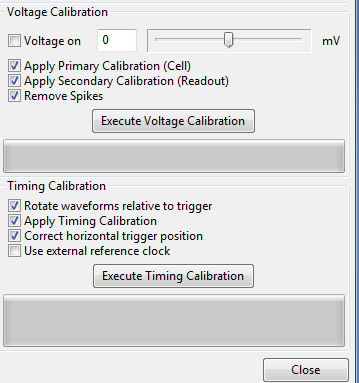 Voltage Calibration
Voltage on 0 mV
Apply Primary Calibration (Cell)
Apply Secondary Calibration (Readout)
Remove Spikes
Execute Voltage Calibration
Timing Calibration
Rotate waveforms relative to trigger
Apply Timing Calibration
Correct horizontal trigger position
Use external reference clock
Execute Timing Calibration
Close